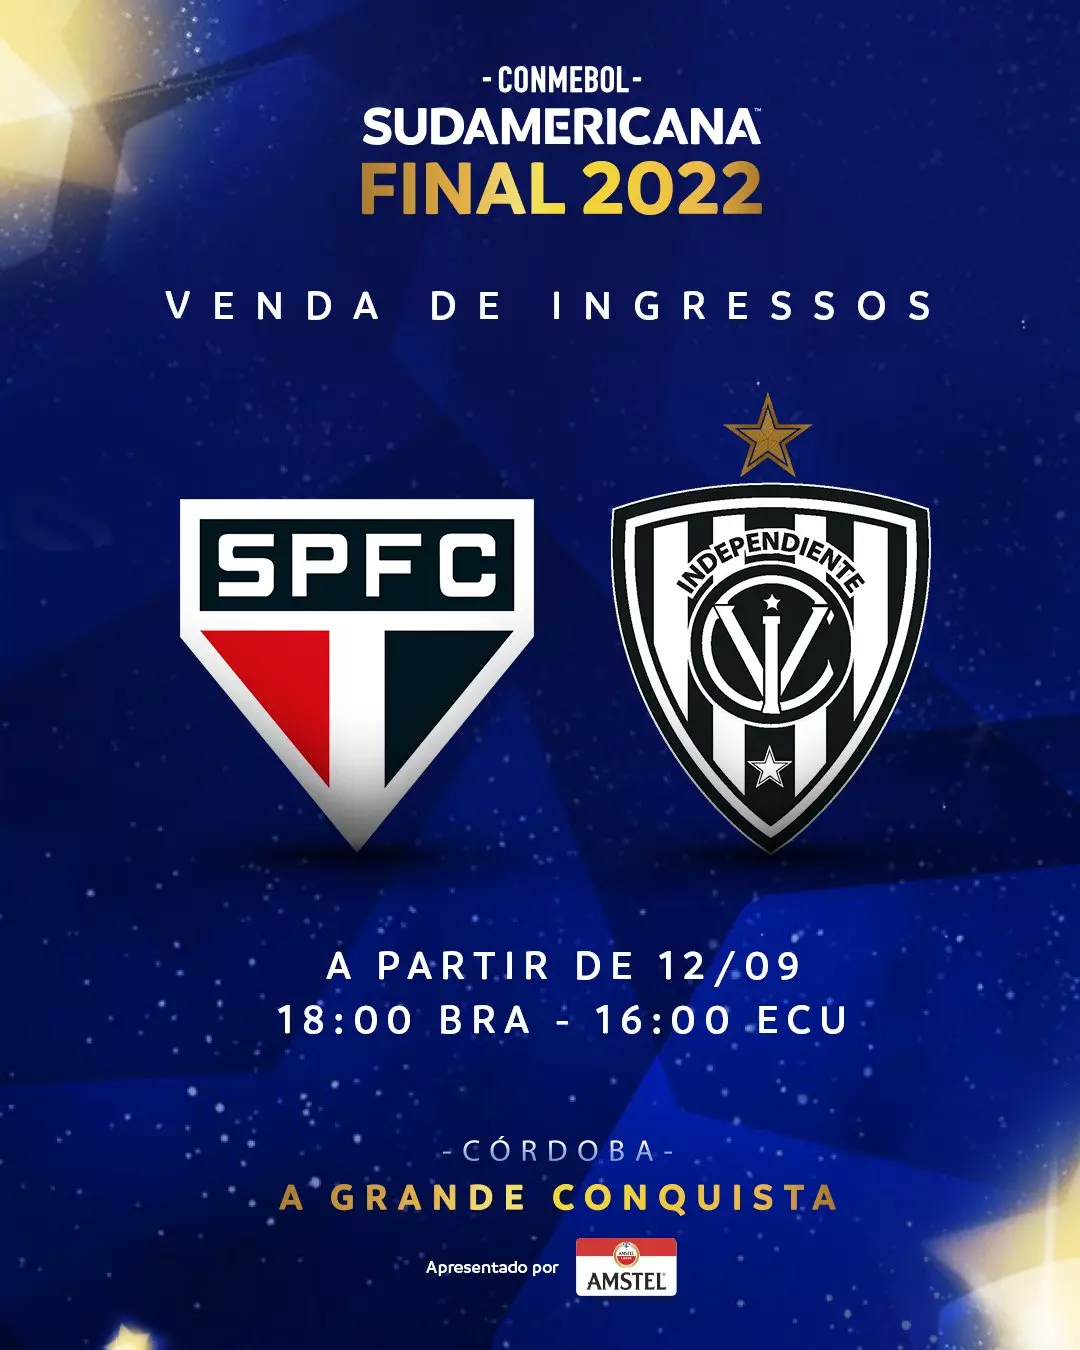 -CONMEBOL-
SUDAMERICANA™
FINAL 2022
VENDA DE INGRESSOS
SPFC
INDEPENDIENTE
A PARTIR DE 12/09
18:00 BRA - 16:00 ECU
-CÓRDOBA-
A GRANDE CONQUISTA
Apresentado por
AMSTEL